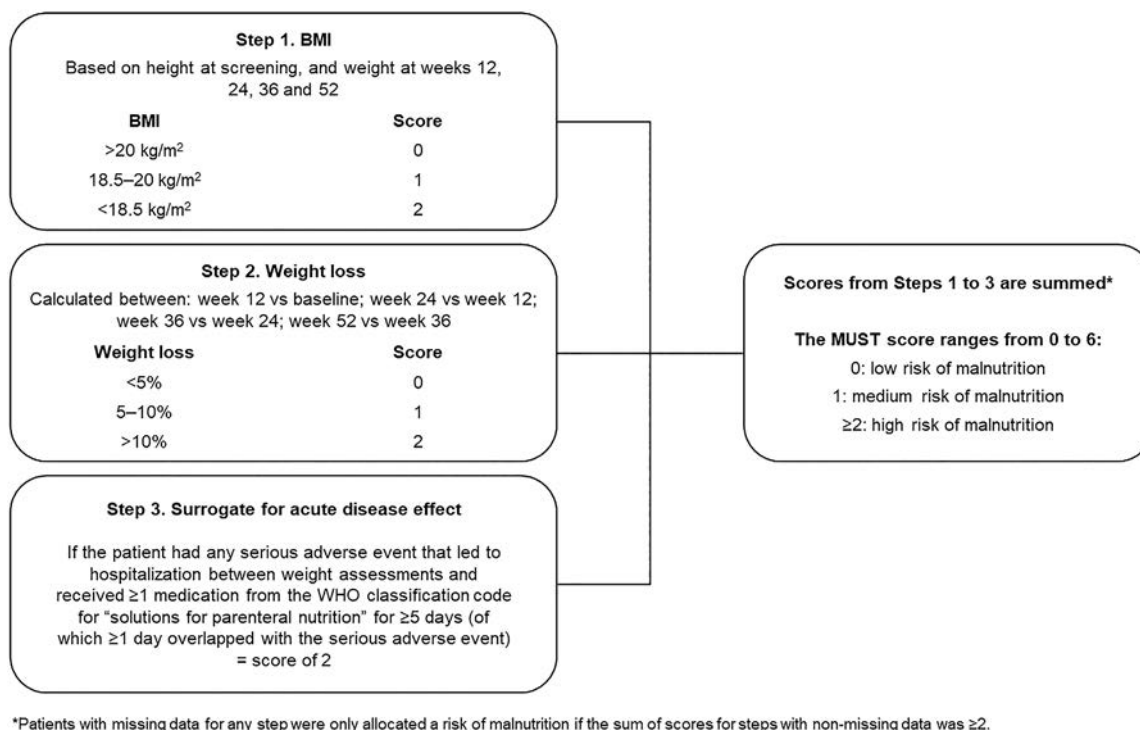 Step 1. BMI
Based on height at screening, and weight at weeks 12,
24, 36 and 52
BMI Score
>20 kg/m² 0
18.5–20 kg/m² 1
<18.5 kg/m² 2
Step 2. Weight loss
Calculated between: week 12 vs baseline; week 24 vs week 12;
week 36 vs week 24; week 52 vs week 36
Weight loss Score
<5% 0
5–10% 1
>10% 2
Step 3. Surrogate for acute disease effect
If the patient had any serious adverse event that led to
hospitalization between weight assessments and
received ≥1 medication from the WHO classification code
for “solutions for parenteral nutrition” for ≥5 days (of
which ≥1 day overlapped with the serious adverse event)
= score of 2
Scores from Steps 1 to 3 are summed*
The MUST score ranges from 0 to 6:
0: low risk of malnutrition
1: medium risk of malnutrition
≥2: high risk of malnutrition
*Patients with missing data for any step were only allocated a risk of malnutrition if the sum of scores for steps with non-missing data was ≥2.